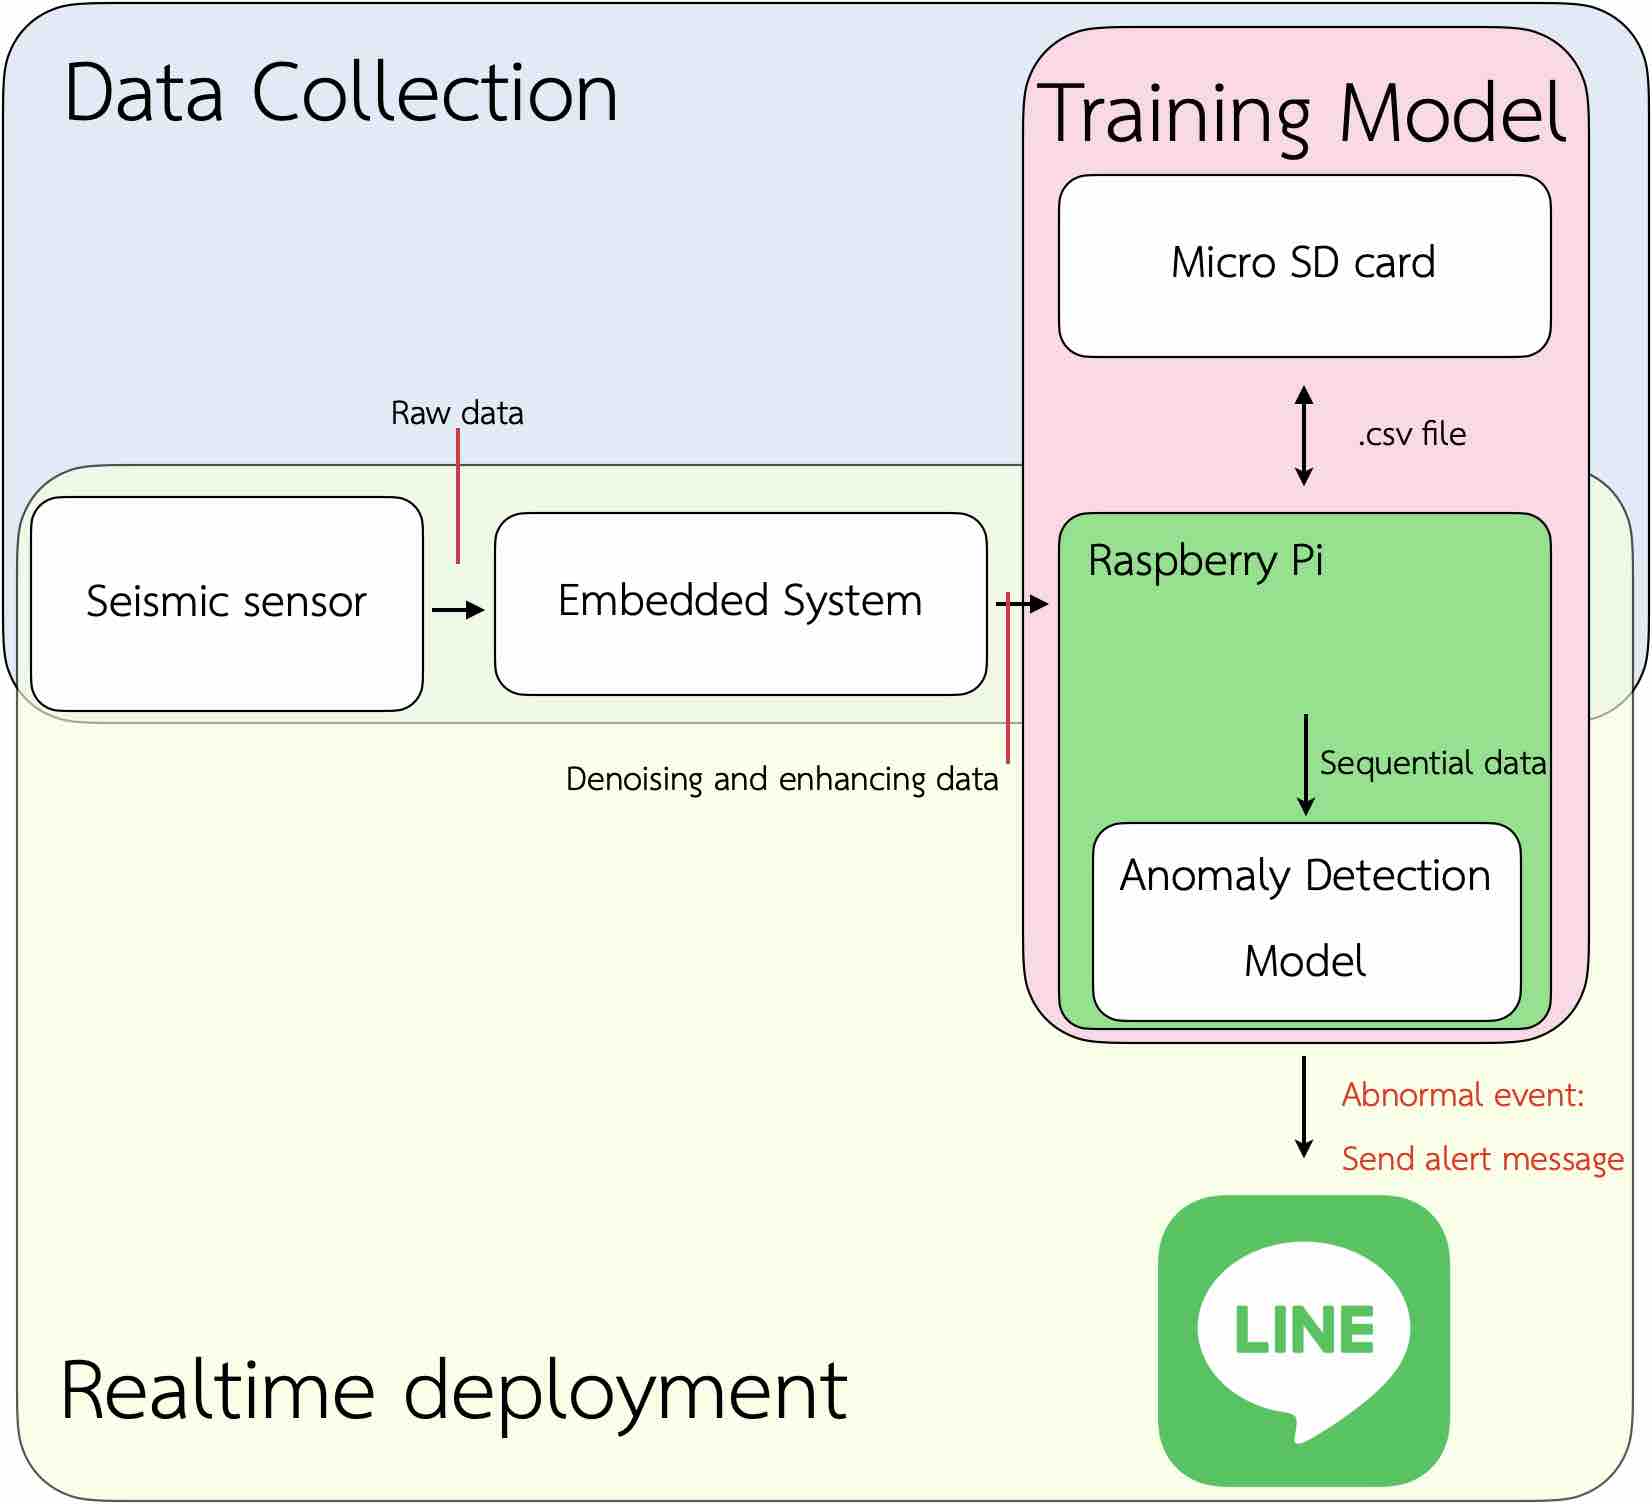 Data Collection
Training Model
Micro SD card
Raw data
.csv file
Seismic sensor
Embedded System
Raspberry Pi
Denoising and enhancing data
Sequential data
Anomaly Detection
Model
Abnormal event:
Send alert message
LINE
Realtime deployment